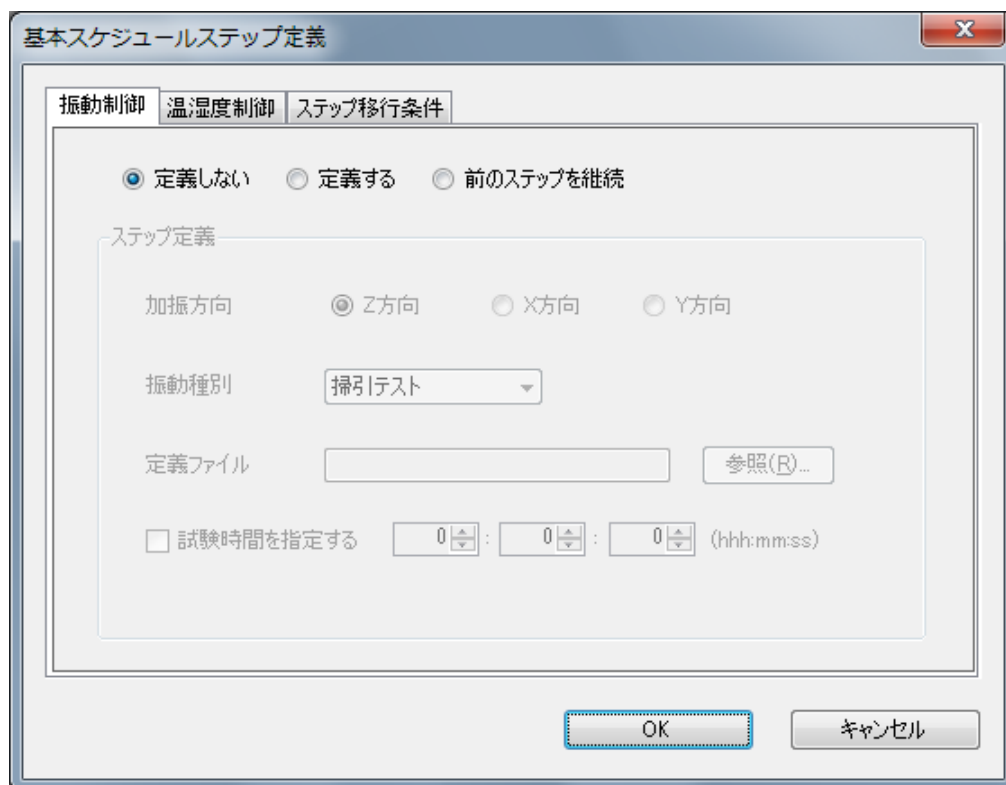 基本スケジュールステップ定義
振動制御 温湿度制御 ステップ移行条件
定義しない 定義する 前のステップを継続
ステップ定義
加振方向 Z方向 X方向 Y方向
振動種別 掃引テスト
定義ファイル 参照(R)...
試験時間を指定する 0 : 0 : 0 (hhh:mm:ss)
OK キャンセル